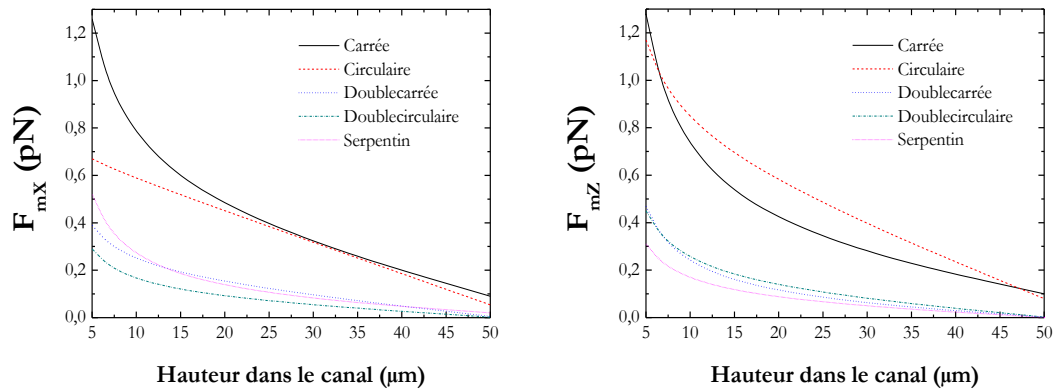 1,2
1,0
0,8
0,6
0,4
0,2
0,0
F mX (pN)
Carrée
Circulaire
Doublecarrée
Doublecirculaire
Serpentin
5 10 15 20 25 30 35 40 45 50
Hauteur dans le canal (µm)
1,2
1,0
0,8
0,6
0,4
0,2
0,0
F mZ (pN)
Carrée
Circulaire
Doublecarrée
Doublecirculaire
Serpentin
5 10 15 20 25 30 35 40 45 50
Hauteur dans le canal (µm)